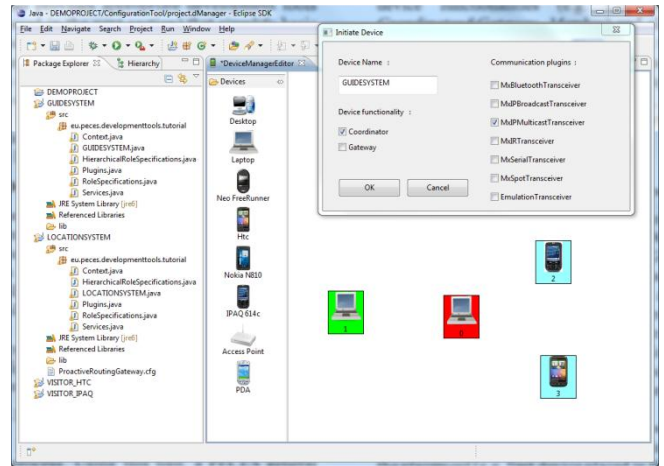 Java - DEMOPROJECT/ConfigurationTool/project.dManager - Eclipse SDK
File Edit Navigate Search Project Run Window Help
Package Explorer
Hierarchy
DEMOPROJECT
GUIDESYSTEM
src
eu.peces.developmenttools.tutorial
Context.java
GUIDESYSTEM.java
HierarchicalRoleSpecifications.java
Plugins.java
RoleSpecifications.java
Services.java
JRE System Library [jre6]
Referenced Libraries
lib
LOCATIONSYSTEM
src
eu.peces.developmenttools.tutorial
Context.java
HierarchicalRoleSpecifications.java
LOCATIONSYSTEM.java
Plugins.java
RoleSpecifications.java
Services.java
JRE System Library [jre6]
Referenced Libraries
lib
ProactiveRoutingGateway.cfg
VISITOR_HTC
VISITOR_IPAQ
*DeviceManagerEditor
Devices
Desktop
Laptop
Neo FreeRunner
Htc
Nokia N810
IPAQ 614c
Access Point
PDA
Initiate Device
Device Name :
GUIDESYSTEM
Device functionality :
Coordinator
Gateway
OK
Cancel
Communication plugins :
MxBluetoothTransceiver
MxIPBroadcastTransceiver
MxIPMulticastTransceiver
MxIRTransceiver
MxSerialTransceiver
MxSpotTransceiver
EmulationTransceiver
2
1
0
3